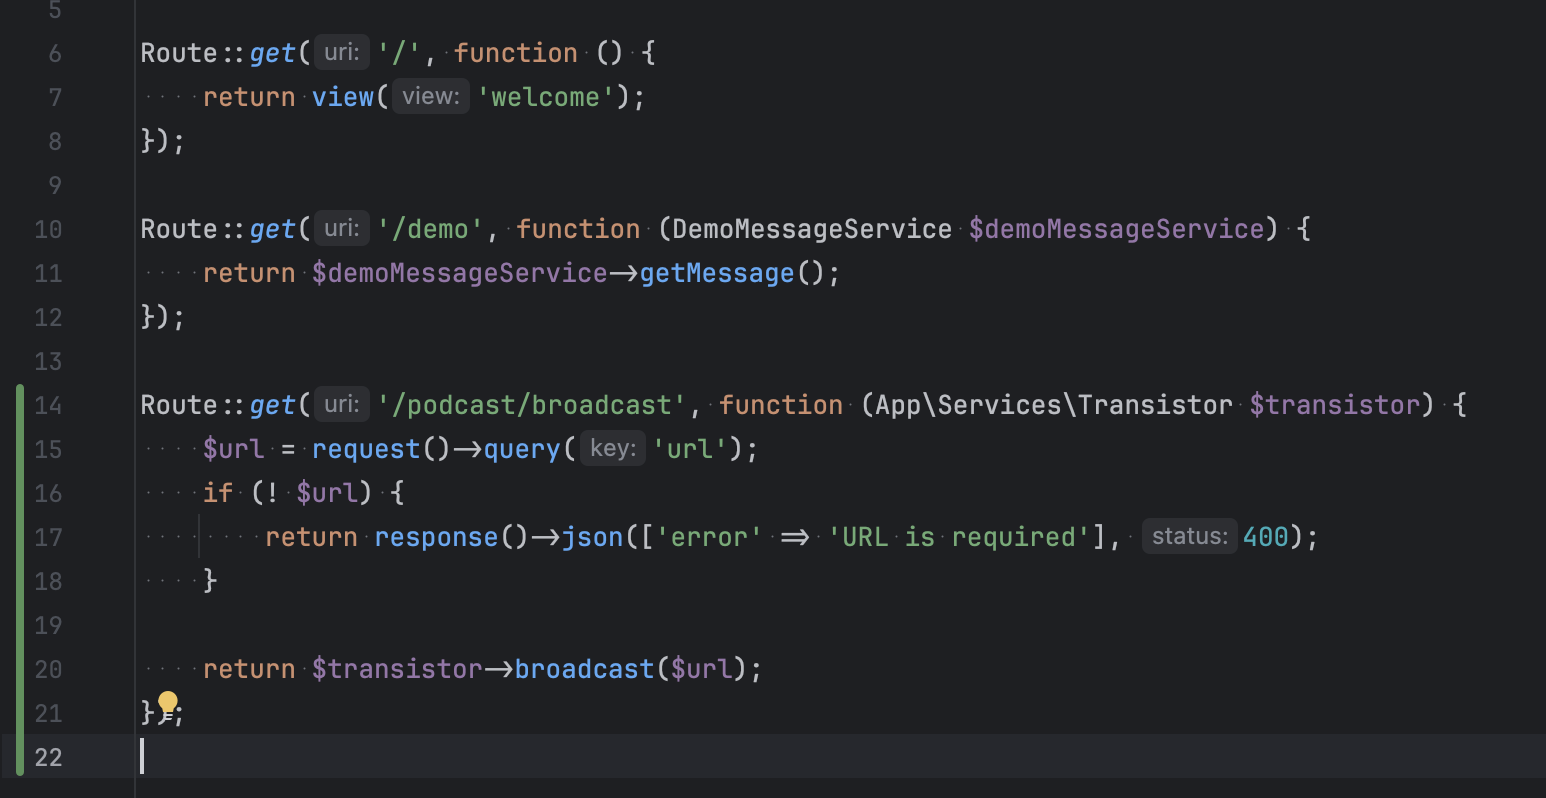 5
6 Route::get( uri: '/', function () {
7 return view( view: 'welcome');
8 });
9
10 Route::get( uri: '/demo', function (DemoMessageService $demoMessageService) {
11 return $demoMessageService->getMessage();
12 });
13
14 Route::get( uri: '/podcast/broadcast', function (App\Services\Transistor $transistor) {
15 $url = request()->query( key: 'url');
16 if (! $url) {
17 return response()->json(['error' => 'URL is required'], status: 400);
18 }
19
20 return $transistor->broadcast($url);
21 });
22